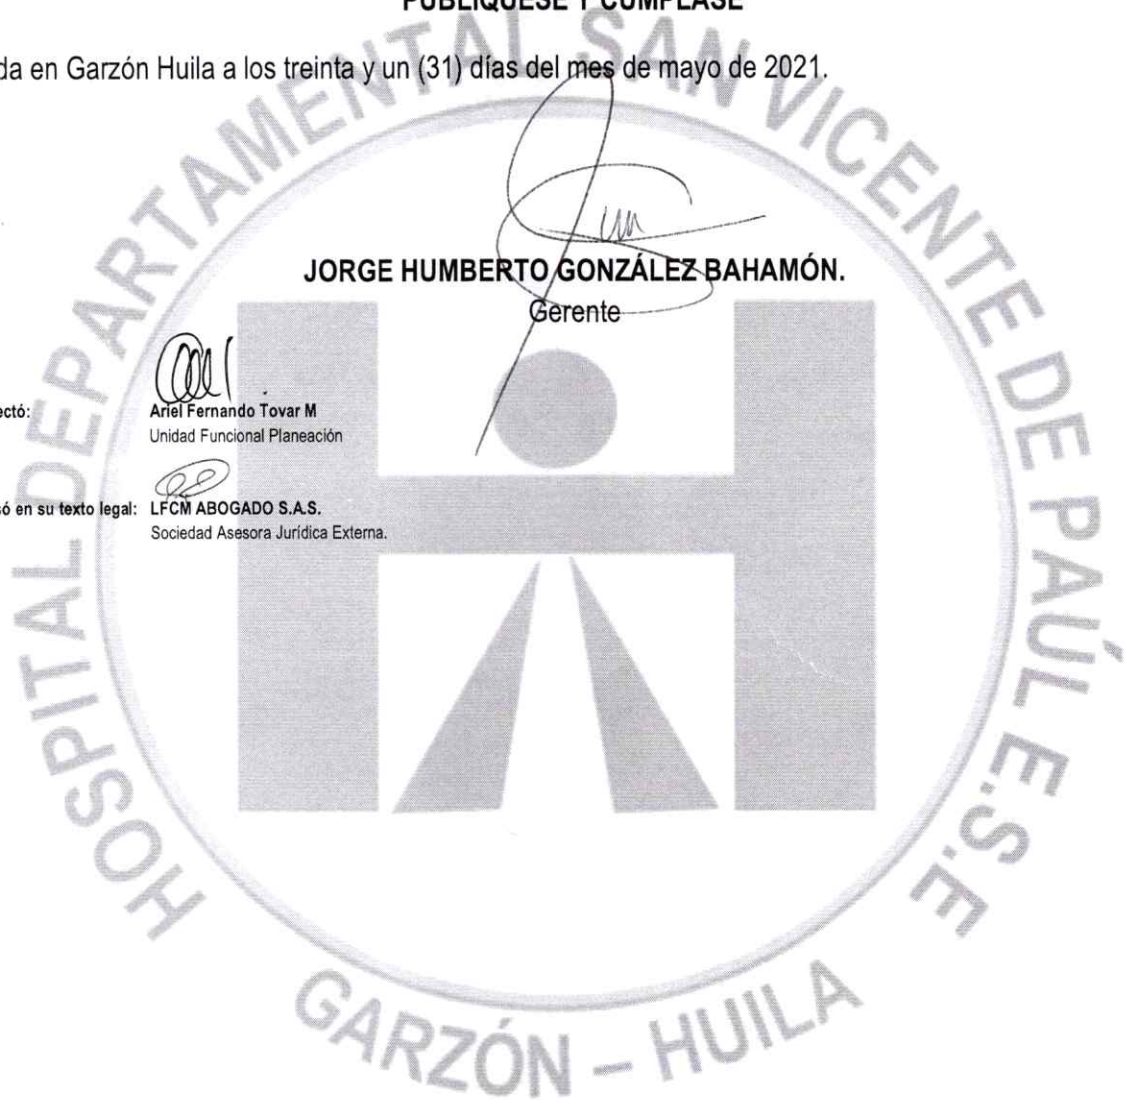 PUBLÍQUESE Y CÚMPLASE
da en Garzón Huila a los treinta y un (31) días del mes de mayo de 2021.
JORGE HUMBERTO GONZÁLEZ BAHAMÓN.
Gerente
ectó: Ariel Fernando Tovar M
Unidad Funcional Planeación
só en su texto legal: LFCM ABOGADO S.A.S.
Sociedad Asesora Jurídica Externa.
HOSPITAL DEPARTAMENTAL SAN VICENTE DE PAÚL E.S.E
GARZÓN – HUILA